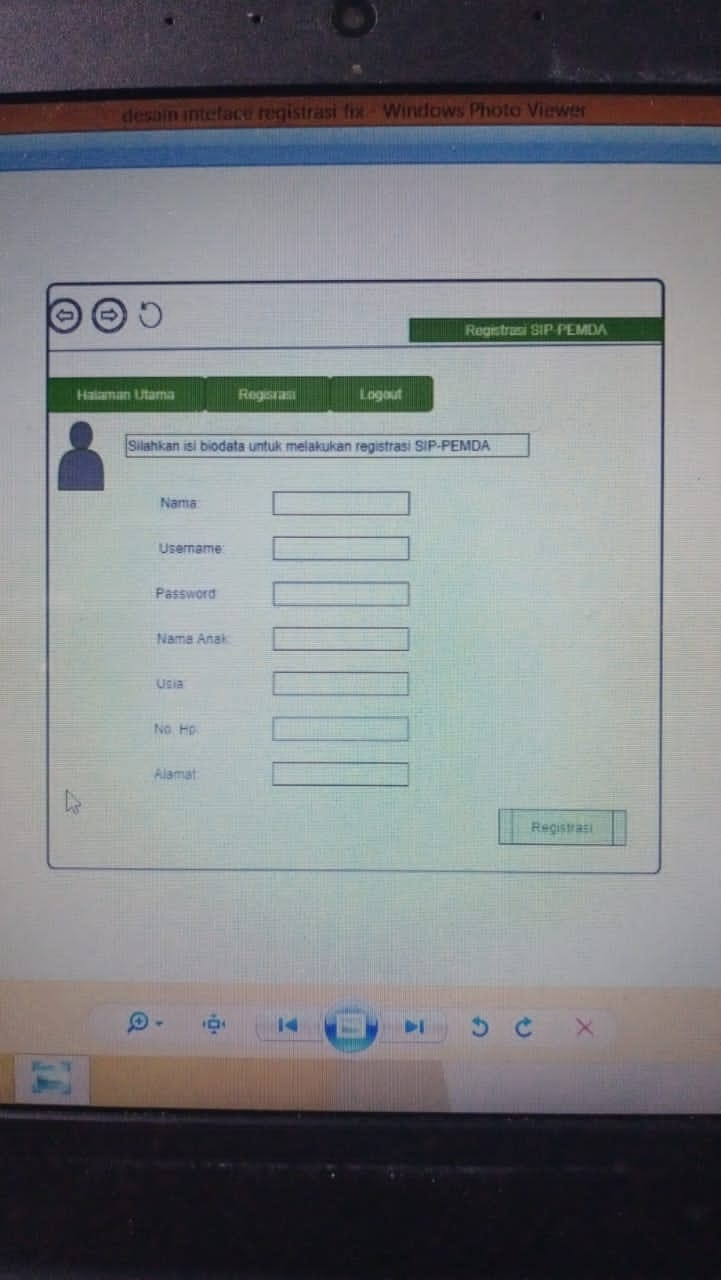 desain inteface registrasi fix - Windows Photo Viewer
Registrasi SIP-PEMDA
Halaman Utama
Regisrasi
Logout
Silahkan isi biodata untuk melakukan registrasi SIP-PEMDA
Nama:
Username:
Password:
Nama Anak:
Usia:
No. Hp:
Alamat:
Registrasi